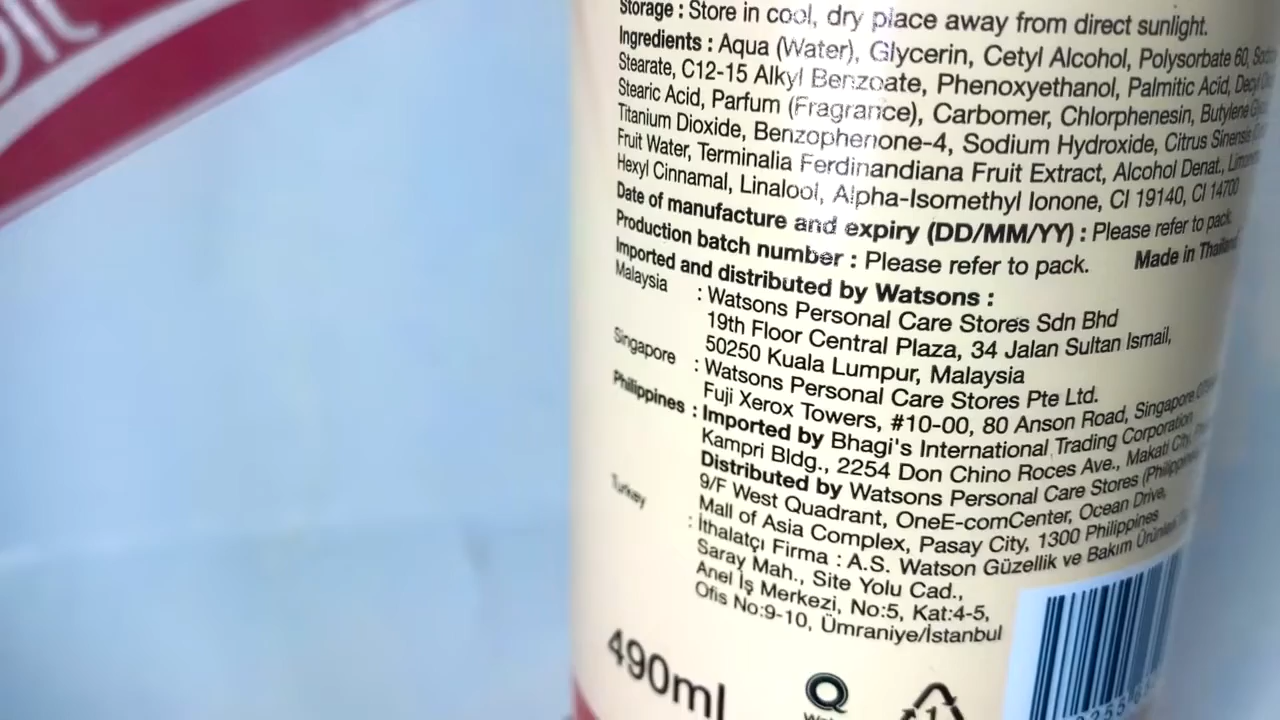 Storage : Store in cool, dry place away from direct sunlight.
Ingredients : Aqua (Water), Glycerin, Cetyl Alcohol, Polysorbate 60,
Stearate, C12-15 Alkyl Benzoate, Phenoxyethanol, Palmitic Acid, Decyl
Stearic Acid, Parfum (Fragrance), Carbomer, Chlorphenesin, Butylene
Titanium Dioxide, Benzophenone-4, Sodium Hydroxide, Citrus Sinensis
Fruit Water, Terminalia Ferdinandiana Fruit Extract, Alcohol Denat.,
Hexyl Cinnamal, Linalool, Alpha-Isomethyl Ionone, CI 19140, CI 14700
Date of manufacture and expiry (DD/MM/YY) : Please refer to pack.
Production batch number : Please refer to pack. Made in Thailand
Imported and distributed by Watsons :
Malaysia : Watsons Personal Care Stores Sdn Bhd
19th Floor Central Plaza, 34 Jalan Sultan Ismail,
50250 Kuala Lumpur, Malaysia
Singapore : Watsons Personal Care Stores Pte Ltd.
Fuji Xerox Towers, #10-00, 80 Anson Road, Singapore
Philippines : Imported by Bhagi's International Trading Corporation
Kampri Bldg., 2254 Don Chino Roces Ave., Makati City,
Distributed by Watsons Personal Care Stores (Philippines
9/F West Quadrant, OneE-comCenter, Ocean Drive,
Mall of Asia Complex, Pasay City, 1300 Philippines
Turkey : İthalatçı Firma : A.S. Watson Güzellik ve Bakım Ürünleri
Saray Mah., Site Yolu Cad.,
Anel İş Merkezi, No:5, Kat:4-5,
Ofis No:9-10, Ümraniye/İstanbul
490ml
1